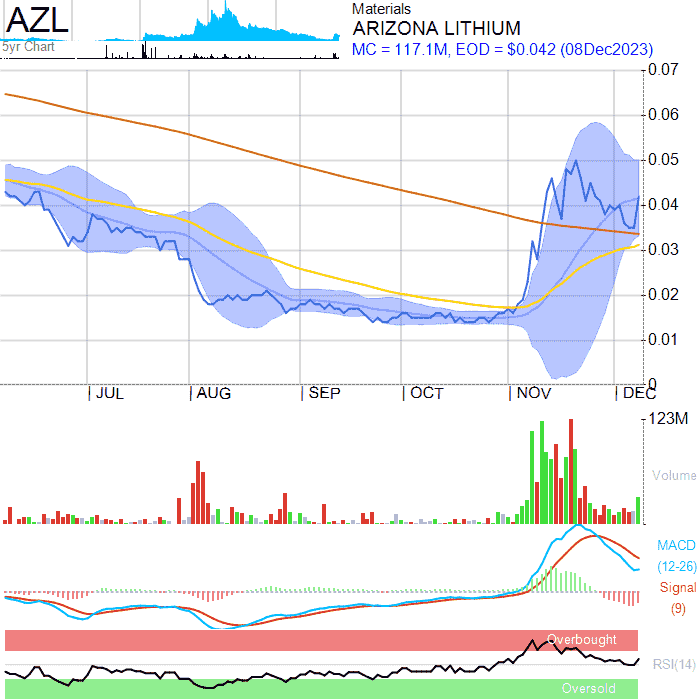 AZL
5yr Chart
Materials
ARIZONA LITHIUM
MC = 117.1M, EOD = $0.042 (08Dec2023)
0.07
0.06
0.05
0.04
0.03
0.02
0.01
0
JUL AUG SEP OCT NOV DEC
123M
Volume
MACD
(12-26)
Signal
(9)
Overbought
RSI(14)
Oversold